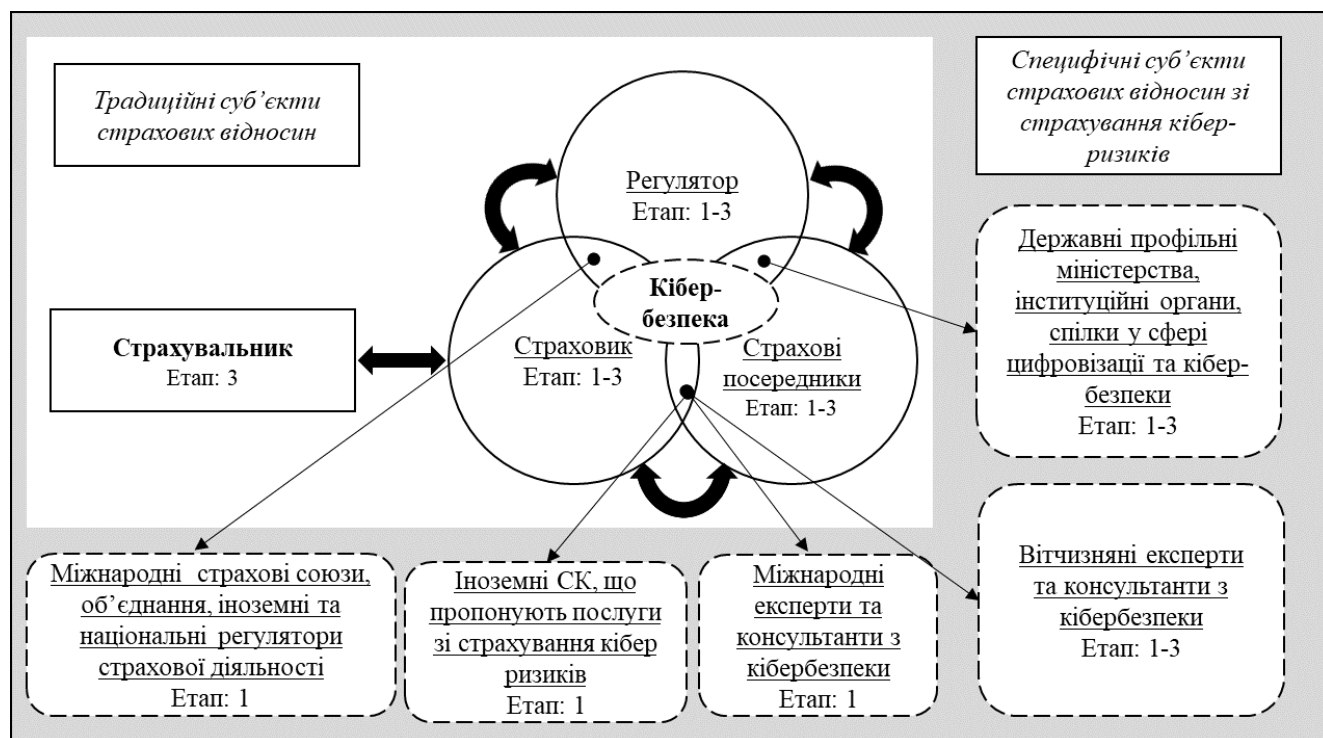 Традиційні суб’єкти
страхових відносин
Специфічні суб’єкти
страхових відносин зі
страхування кібер-
ризиків
Регулятор
Етап: 1-3
Кібер-
безпека
Страхувальник
Етап: 3
Страховик
Етап: 1-3
Страхові
посередники
Етап: 1-3
Державні профільні
міністерства,
інституційні органи,
спілки у сфері
цифровізації та кібер-
безпеки
Етап: 1-3
Міжнародні страхові союзи,
об’єднання, іноземні та
національні регулятори
страхової діяльності
Етап: 1
Іноземні СК, що
пропонують послуги
зі страхування кібер
ризиків
Етап: 1
Міжнародні
експерти та
консультанти з
кібербезпеки
Етап: 1
Вітчизняні експерти
та консультанти з
кібербезпеки
Етап: 1-3